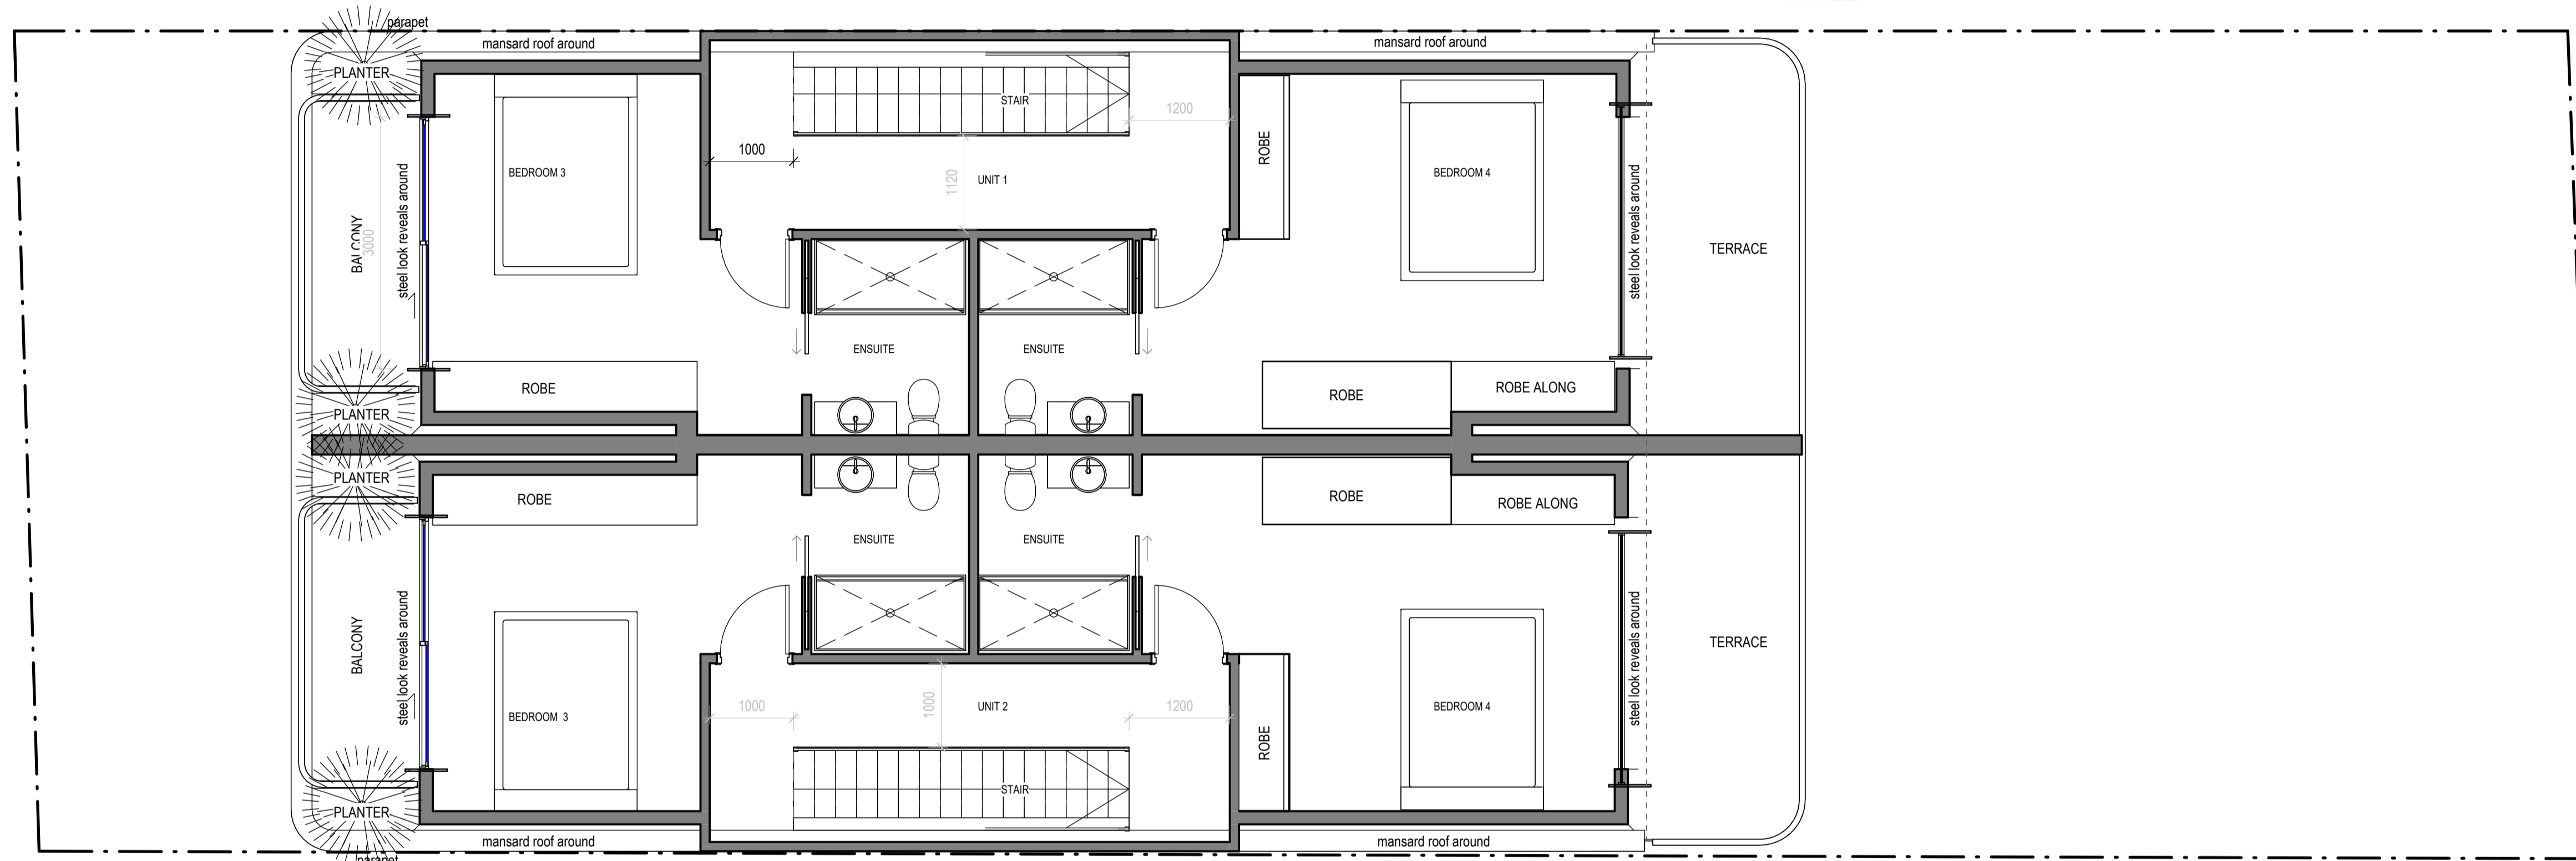 parapet
mansard roof around
mansard roof around
PLANTER
STAIR
1200
ROBE
1000
BEDROOM 3
1120
UNIT 1
BEDROOM 4
steel look reveals around
BALCONY
3000
steel look reveals around
TERRACE
ENSUITE
ENSUITE
ROBE
ROBE
ROBE ALONG
PLANTER
PLANTER
ROBE
ROBE
ROBE ALONG
ENSUITE
ENSUITE
BALCONY
steel look reveals around
steel look reveals around
TERRACE
BEDROOM 3
1000
1000
UNIT 2
1200
ROBE
BEDROOM 4
STAIR
PLANTER
mansard roof around
mansard roof around
parapet